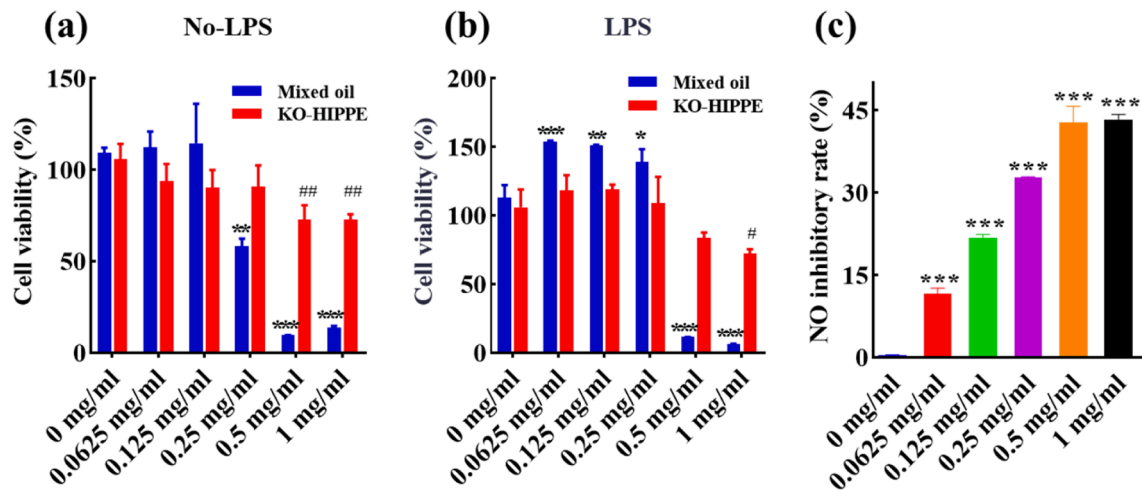 (a) No-LPS
Cell viability (%)
150
100
50
0
Mixed oil
KO-HIPPE
**
****
##
****
##
0 mg/ml
0.0625 mg/ml
0.125 mg/ml
0.25 mg/ml
0.5 mg/ml
1 mg/ml
(b) LPS
Cell viability (%)
200
150
100
50
0
Mixed oil
KO-HIPPE
****
***
*
****
****
#
0 mg/ml
0.0625 mg/ml
0.125 mg/ml
0.25 mg/ml
0.5 mg/ml
1 mg/ml
(c)
NO inhibitory rate (%)
45
30
15
0
***
***
***
***
***
0 mg/ml
0.0625 mg/ml
0.125 mg/ml
0.25 mg/ml
0.5 mg/ml
1 mg/ml